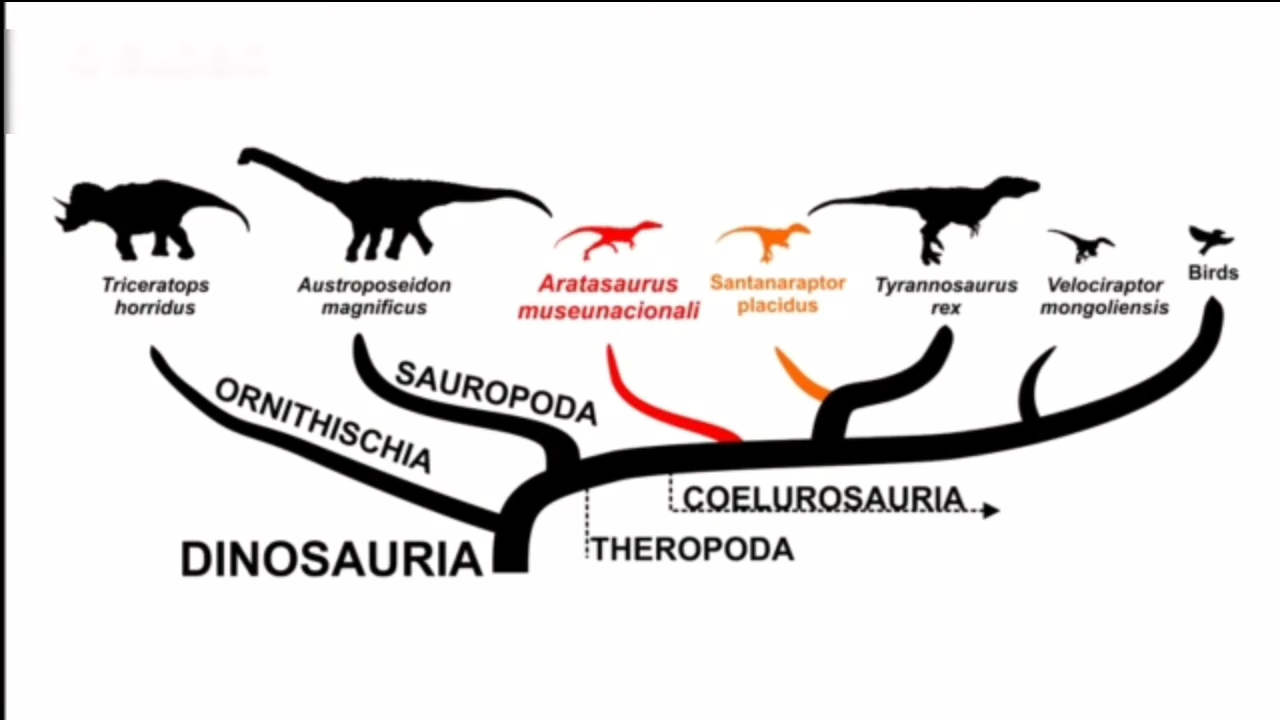 Triceratops
horridus
Austroposeidon
magnificus
Aratasaurus
museunacionali
Santanaraptor
placidus
Tyrannosaurus
rex
Velociraptor
mongoliensis
Birds
ORNITHISCHIA
SAUROPODA
COELUROSAURIA
THEROPODA
DINOSAURIA